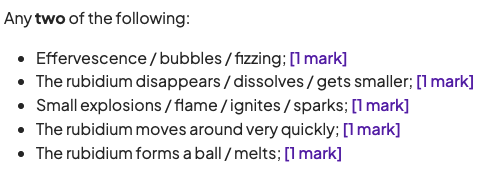 Any two of the following:
• Effervescence / bubbles / fizzing; [1 mark]
• The rubidium disappears / dissolves / gets smaller; [1 mark]
• Small explosions / flame / ignites / sparks; [1 mark]
• The rubidium moves around very quickly; [1 mark]
• The rubidium forms a ball / melts; [1 mark]